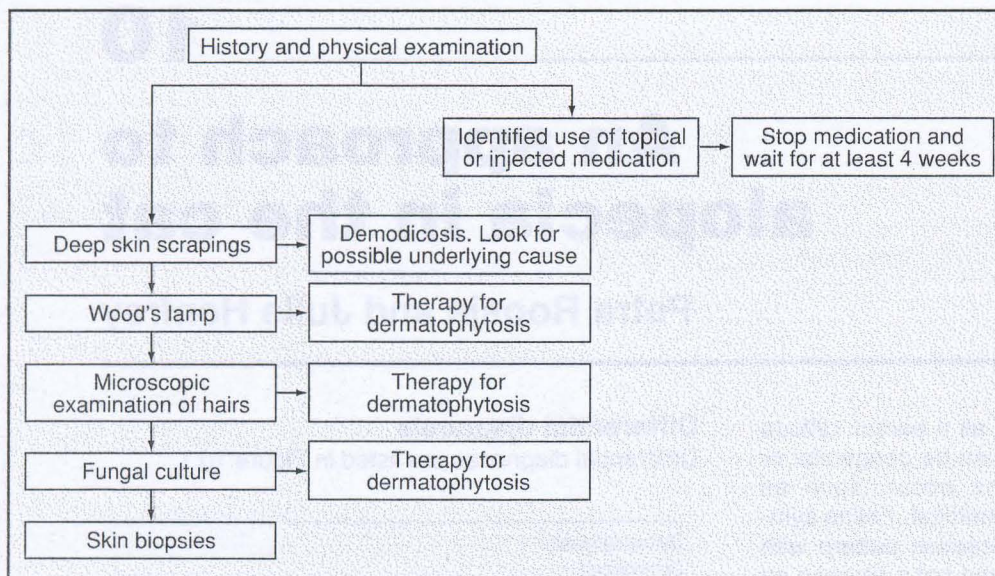 History and physical examination
Identified use of topical
or injected medication
Stop medication and
wait for at least 4 weeks
Deep skin scrapings
Demodicosis. Look for
possible underlying cause
Wood's lamp
Therapy for
dermatophytosis
Microscopic
examination of hairs
Therapy for
dermatophytosis
Fungal culture
Therapy for
dermatophytosis
Skin biopsies